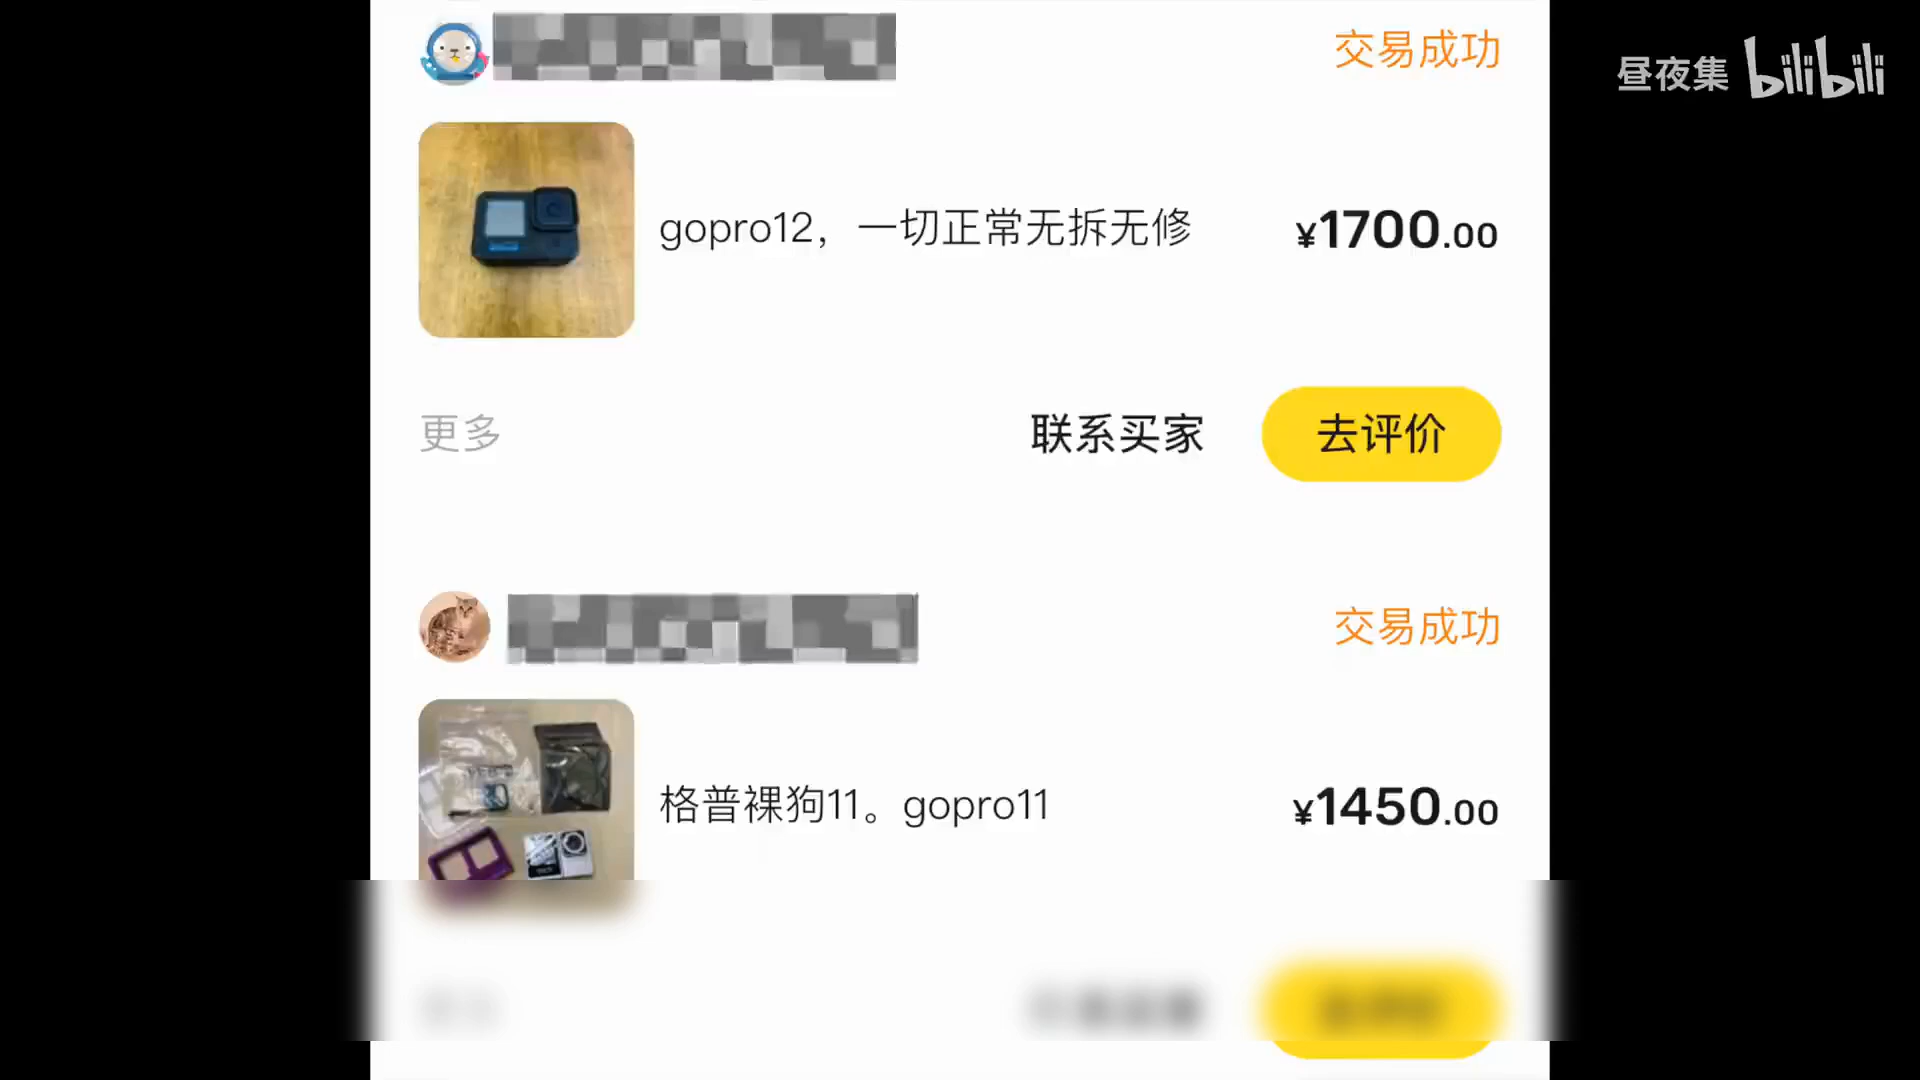 交易成功
昼夜集 bilibili
gopro12，一切正常无拆无修
¥1700.00
更多
联系买家
去评价
交易成功
格普裸狗11。gopro11
¥1450.00